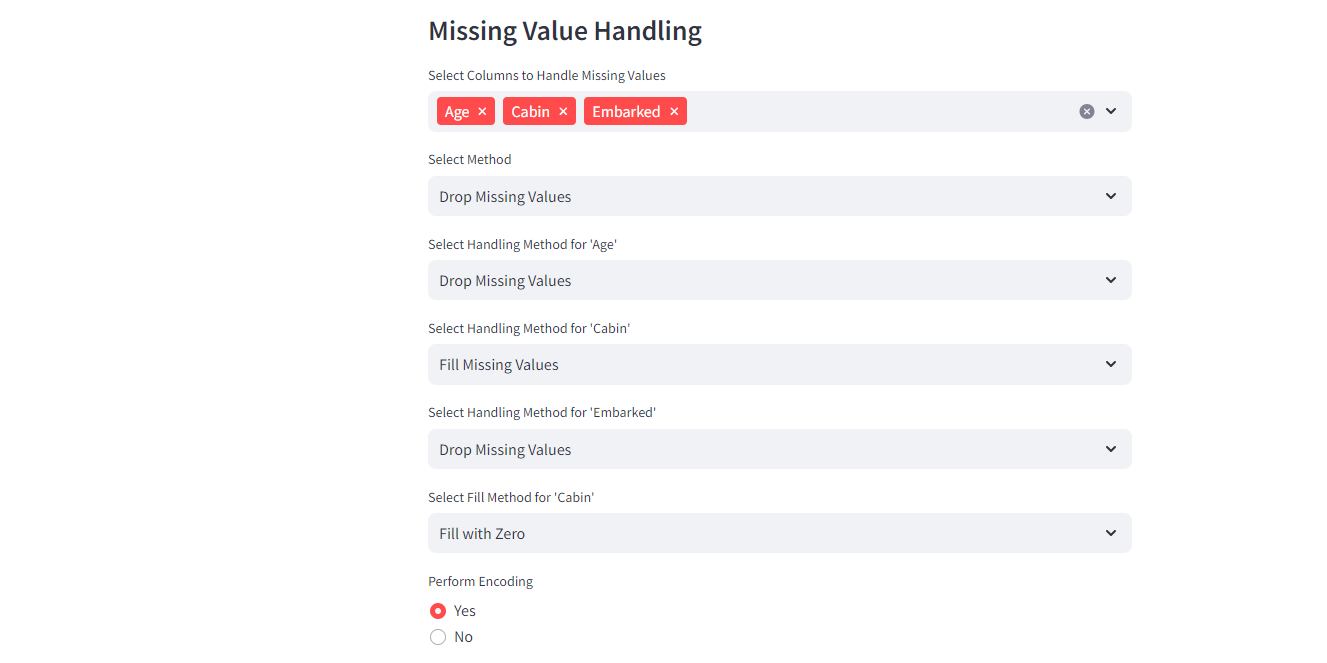 Missing Value Handling
Select Columns to Handle Missing Values
Age × Cabin × Embarked ×
Select Method
Drop Missing Values
Select Handling Method for 'Age'
Drop Missing Values
Select Handling Method for 'Cabin'
Fill Missing Values
Select Handling Method for 'Embarked'
Drop Missing Values
Select Fill Method for 'Cabin'
Fill with Zero
Perform Encoding
Yes
No